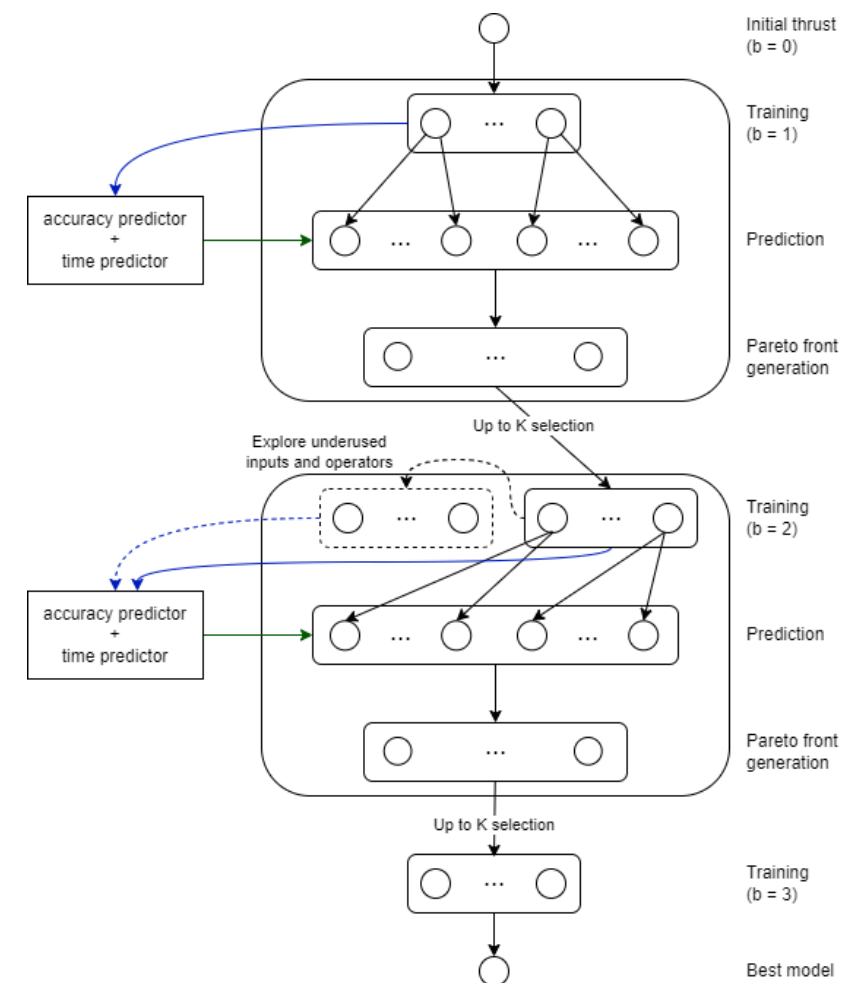 Initial thrust
(b = 0)
Training
(b = 1)
...
accuracy predictor
+
time predictor
... ...
Prediction
...
Pareto front
generation
Up to K selection
Explore underused
inputs and operators
... ...
Training
(b = 2)
accuracy predictor
+
time predictor
... ...
Prediction
...
Pareto front
generation
Up to K selection
...
Training
(b = 3)
Best model